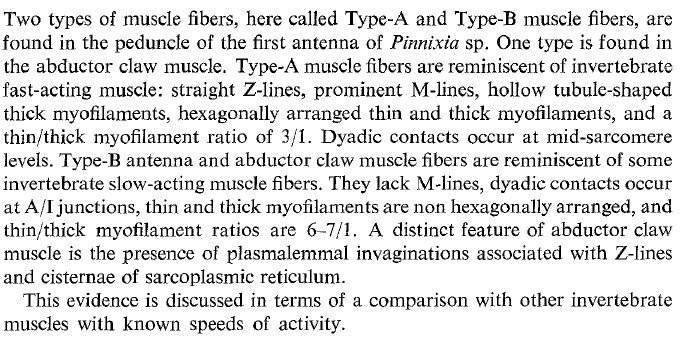 Two types of muscle fibers, here called Type-A and Type-B muscle fibers, are
found in the peduncle of the first antenna of Pinnixia sp. One type is found in
the abductor claw muscle. Type-A muscle fibers are reminiscent of invertebrate
fast-acting muscle: straight Z-lines, prominent M-lines, hollow tubule-shaped
thick myofilaments, hexagonally arranged thin and thick myofilaments, and a
thin/thick myofilament ratio of 3/1. Dyadic contacts occur at mid-sarcomere
levels. Type-B antenna and abductor claw muscle fibers are reminiscent of some
invertebrate slow-acting muscle fibers. They lack M-lines, dyadic contacts occur
at A/I junctions, thin and thick myofilaments are non hexagonally arranged, and
thin/thick myofilament ratios are 6–7/1. A distinct feature of abductor claw
muscle is the presence of plasmalemmal invaginations associated with Z-lines
and cisternae of sarcoplasmic reticulum.
This evidence is discussed in terms of a comparison with other invertebrate
muscles with known speeds of activity.